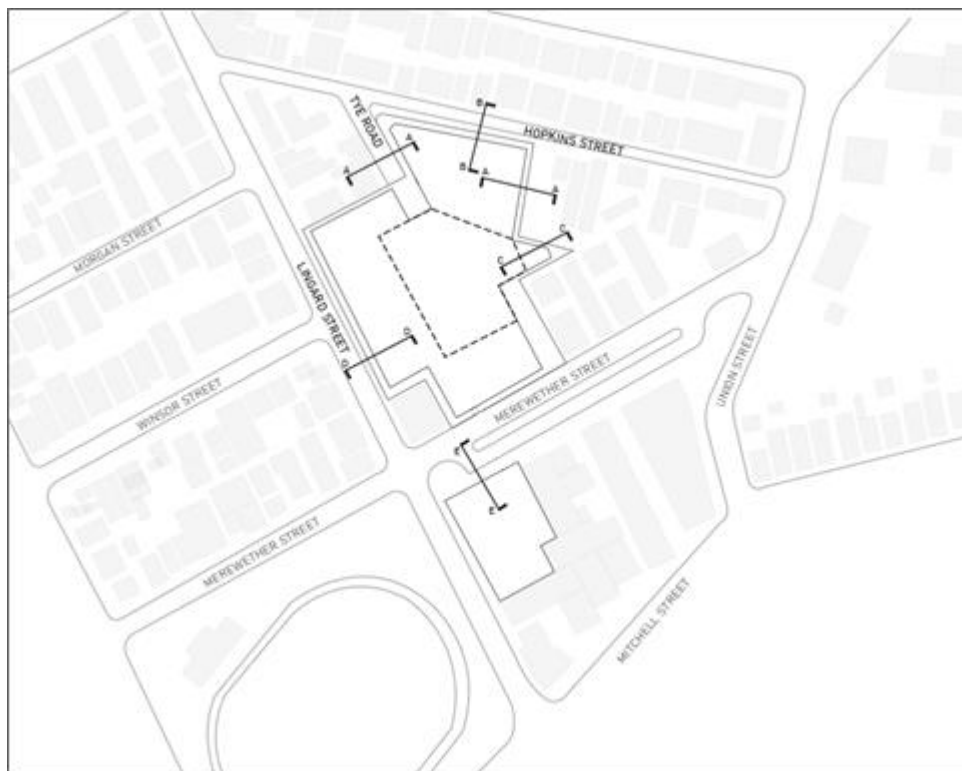 TYE ROAD
HOPKINS STREET
B
B
A
A
A
A
C
C
MORGAN STREET
LINGARD STREET
D
D
WINSOR STREET
MEREWETHER STREET
UNION STREET
E
E
MEREWETHER STREET
MITCHELL STREET